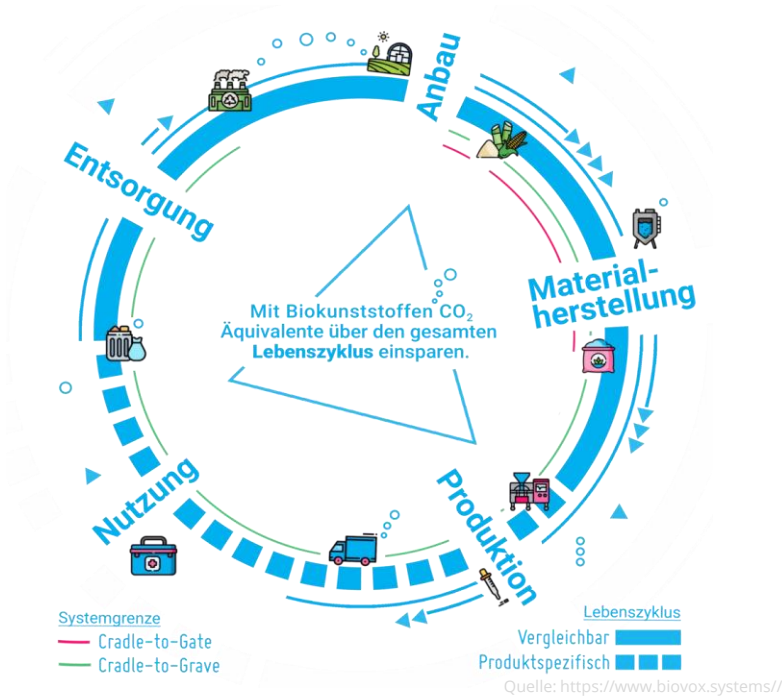 Anbau
Entsorgung
Material-
herstellung
Mit Biokunststoffen CO₂
Äquivalente über den gesamten
Lebenszyklus einsparen.
Nutzung
Produktion
Systemgrenze
Cradle-to-Gate
Cradle-to-Grave
Lebenszyklus
Vergleichbar
Produktspezifisch
Quelle: https://www.biovox.systems//